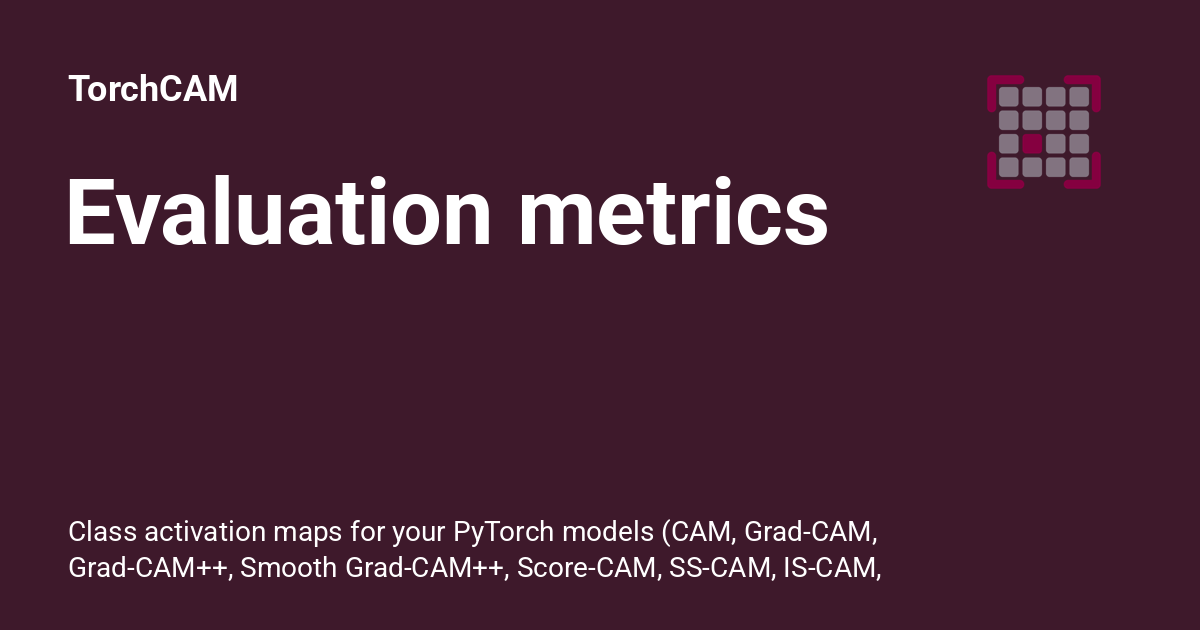 TorchCAM
Evaluation metrics
Class activation maps for your PyTorch models (CAM, Grad-CAM,
Grad-CAM++, Smooth Grad-CAM++, Score-CAM, SS-CAM, IS-CAM,